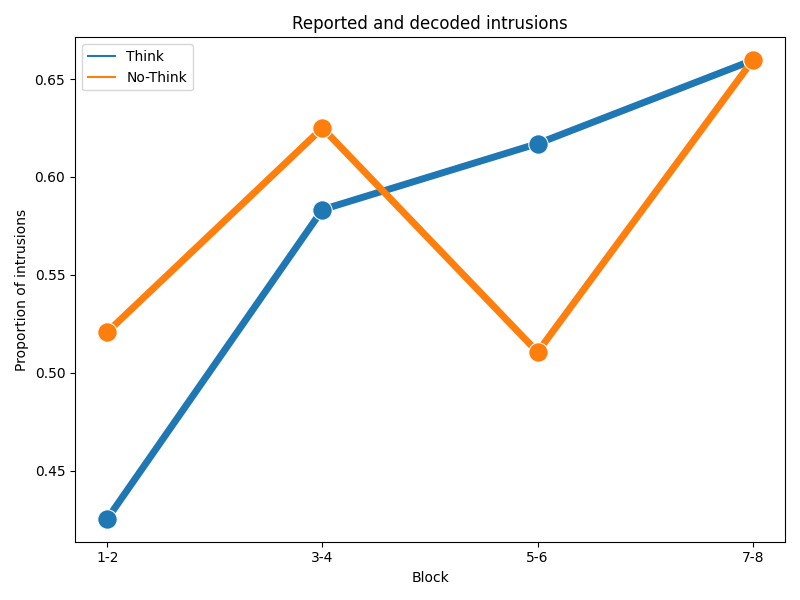 Reported and decoded intrusions
Think
No-Think
0.65
0.60
0.55
0.50
0.45
Proportion of intrusions
1-2
3-4
5-6
7-8
Block